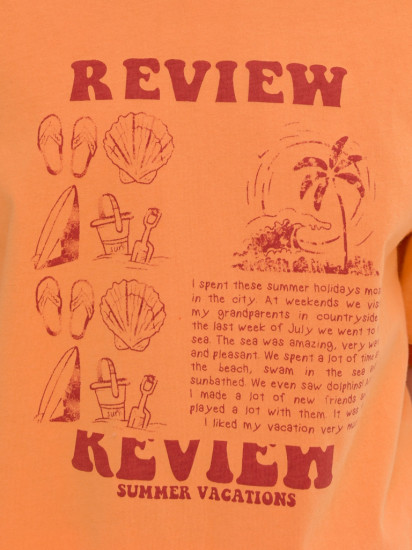 REVIEW
sun
sun
I spent these summer holidays
in the city. At weekends we
my grandparents in countryside
the last week of July we went to
sea. The sea was amazing, very
and pleasant. We spent a lot of time
the beach, swam in the sea
sunbathed. We even saw dolphins!
I made a lot of new friends
played a lot with them. It was
I liked my vacation very
REVIEW
SUMMER VACATIONS